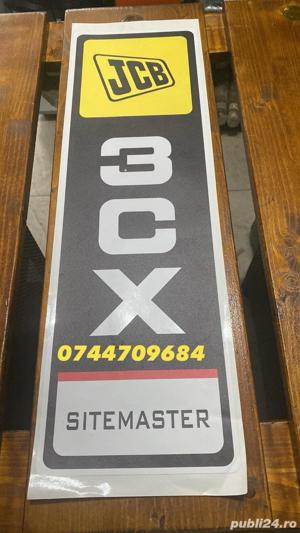 JCB
3
C
X
0744709684
SITEMASTER
publi24.ro